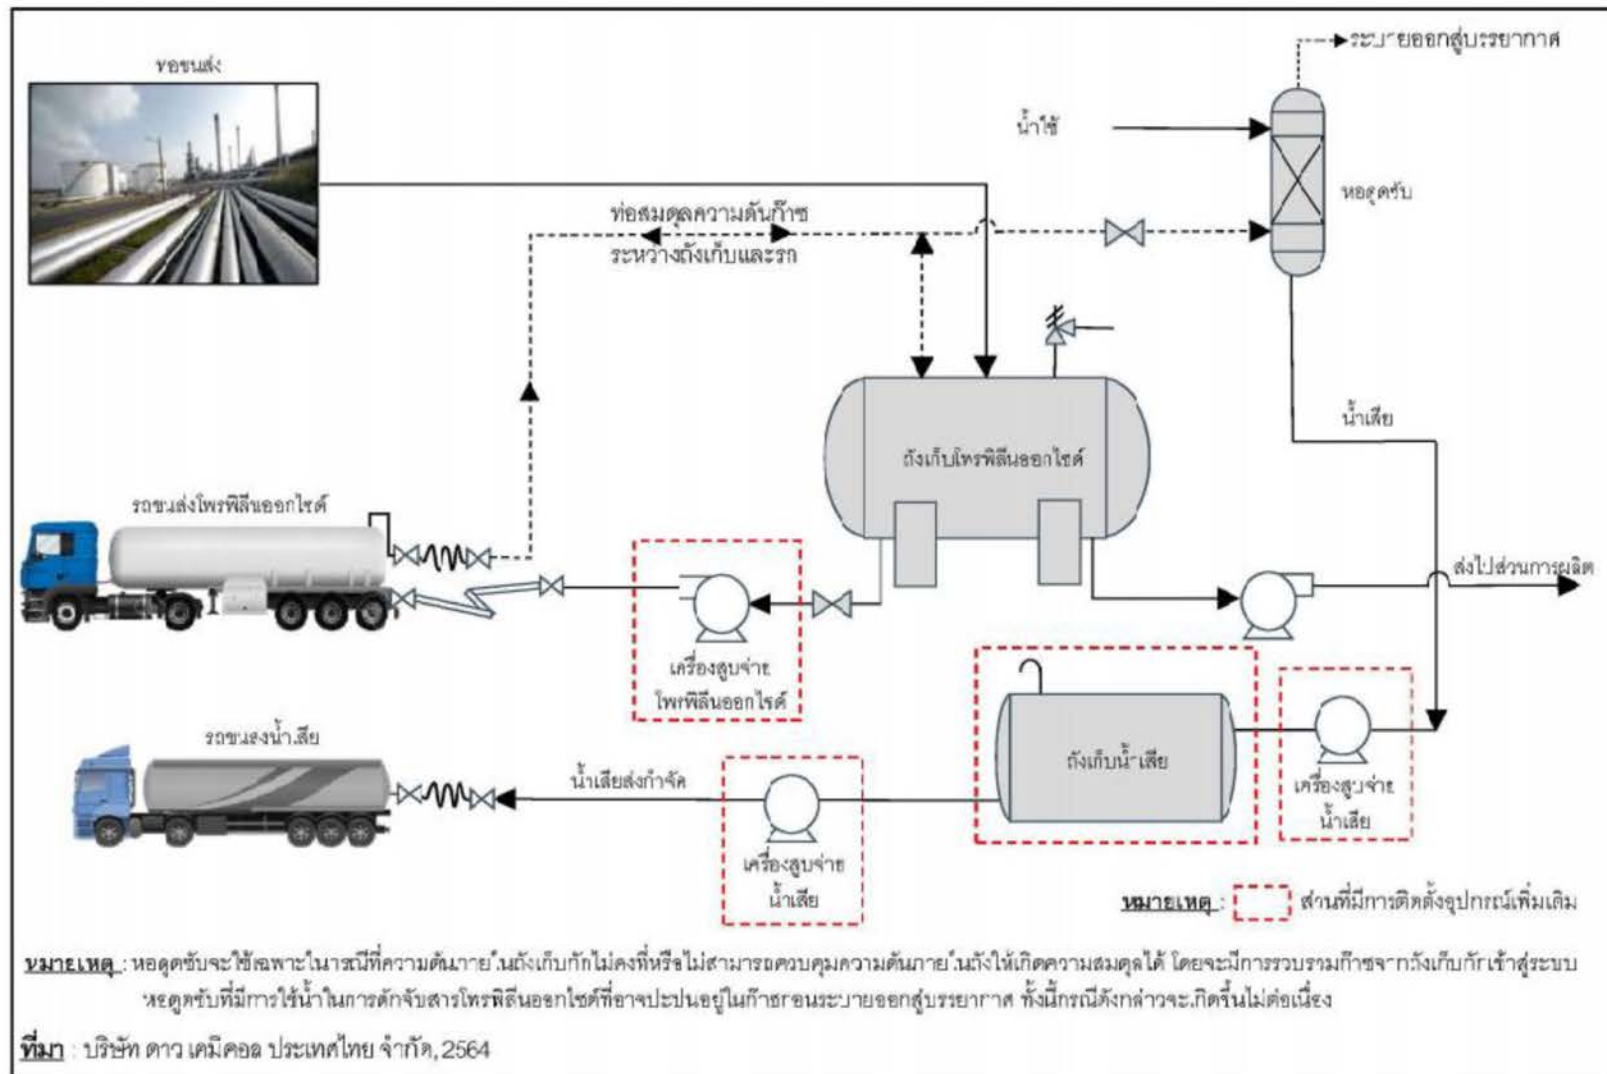 ท่อขนส่ง
ระบายออกสู่บรรยากาศ
น้ำใช้
หอดูดซับ
ท่อสมดุลความดันก๊าซ
ระหว่างถังเก็บและรถ
น้ำเสีย
ถังเก็บโพรพิลีนออกไซด์
รถขนส่งโพรพิลีนออกไซด์
ส่งไปส่วนการผลิต
เครื่องสูบจ่าย
โพรพิลีนออกไซด์
รถขนส่งน้ำเสีย
น้ำเสียส่งกำจัด
ถังเก็บน้ำเสีย
เครื่องสูบจ่าย
น้ำเสีย
เครื่องสูบจ่าย
น้ำเสีย
หมายเหตุ : ส่วนที่มีการติดตั้งอุปกรณ์เพิ่มเติม
หมายเหตุ : หอดูดซับจะใช้เฉพาะในกรณีที่ความดันภายในถังเก็บกักไม่คงที่หรือไม่สามารถควบคุมความดันภายในถังให้เกิดความสมดุลได้ โดยจะมีการรวบรวมก๊าซจากถังเก็บกักเข้าสู่ระบบ
หอดูดซับที่มีการใช้น้ำในการดักจับสารโพรพิลีนออกไซด์ที่อาจปะปนอยู่ในก๊าซก่อนระบายออกสู่บรรยากาศ ทั้งนี้กรณีดังกล่าวจะเกิดขึ้นไม่ต่อเนื่อง
ที่มา : บริษัท ดาว เคมิคอล ประเทศไทย จำกัด, 2564